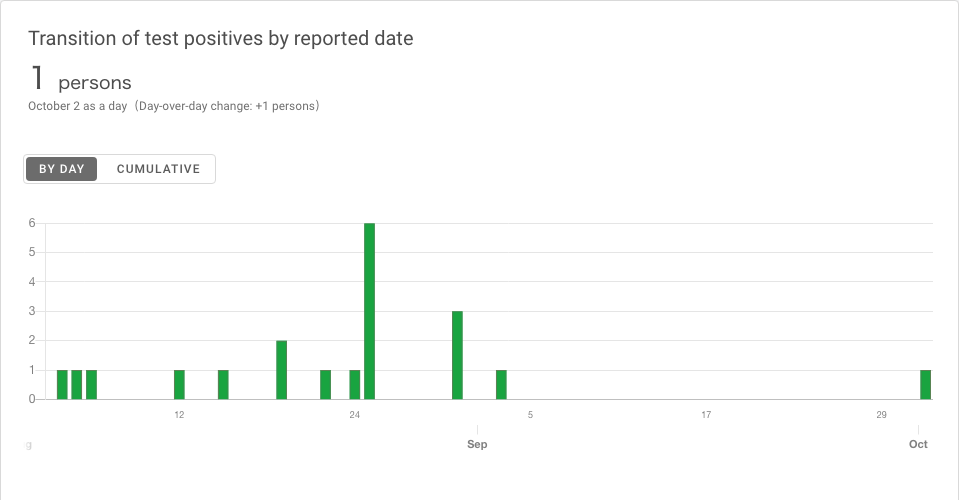 Transition of test positives by reported date
1 persons
October 2 as a day（Day-over-day change: +1 persons）
BY DAY CUMULATIVE
6
5
4
3
2
1
0
12 24 5 17 29
g Sep Oct